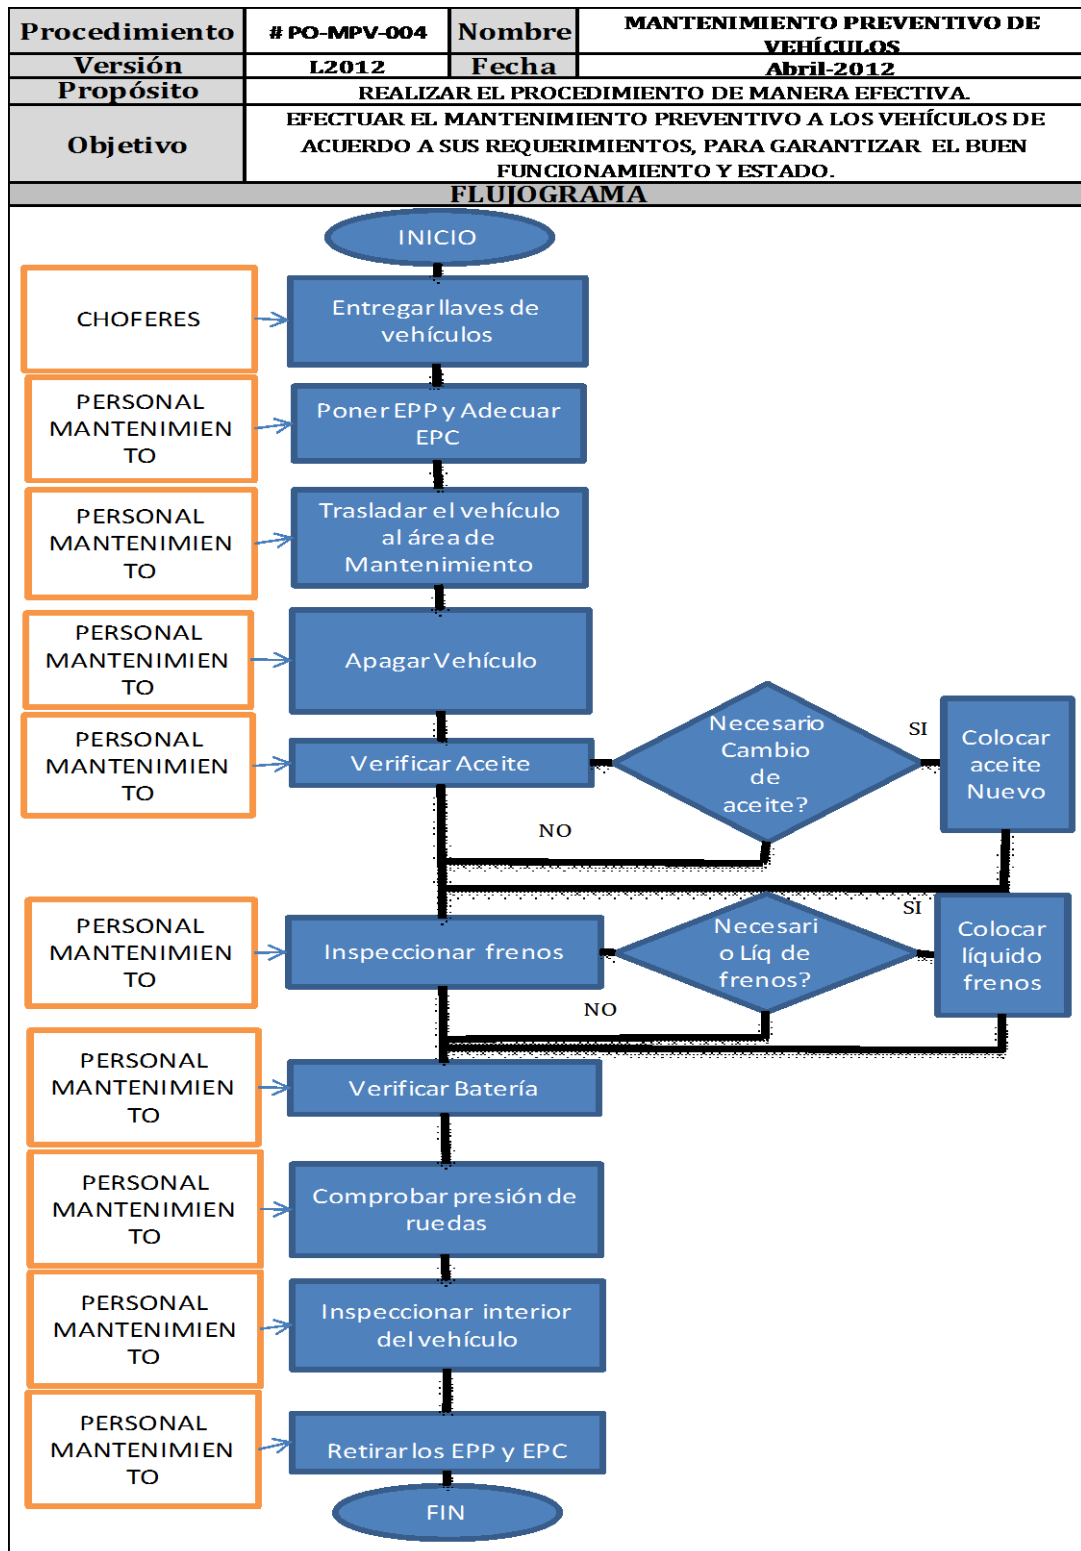 Procedimiento # PO-MPV-004 Nombre MANTENIMIENTO PREVENTIVO DE
VEHÍCULOS
Versión L2012 Fecha Abril-2012
Propósito REALIZAR EL PROCEDIMIENTO DE MANERA EFECTIVA.
Objetivo EFECTUAR EL MANTENIMIENTO PREVENTIVO A LOS VEHÍCULOS DE
ACUERDO A SUS REQUERIMIENTOS, PARA GARANTIZAR EL BUEN
FUNCIONAMIENTO Y ESTADO.
FLUJOGRAMA
INICIO
CHOFERES
Entregar llaves de
vehículos
PERSONAL
MANTENIMIEN
TO
Poner EPP y Adecuar
EPC
PERSONAL
MANTENIMIEN
TO
Trasladar el vehículo
al área de
Mantenimiento
PERSONAL
MANTENIMIEN
TO
Apagar Vehículo
PERSONAL
MANTENIMIEN
TO
Verificar Aceite
Necesario
Cambio
de
aceite?
SI
Colocar
aceite
Nuevo
NO
PERSONAL
MANTENIMIEN
TO
Inspeccionar frenos
Necesari
o Líq de
frenos?
SI
Colocar
líquido
frenos
NO
PERSONAL
MANTENIMIEN
TO
Verificar Batería
PERSONAL
MANTENIMIEN
TO
Comprobar presión de
ruedas
PERSONAL
MANTENIMIEN
TO
Inspeccionar interior
del vehículo
PERSONAL
MANTENIMIEN
TO
Retirar los EPP y EPC
FIN